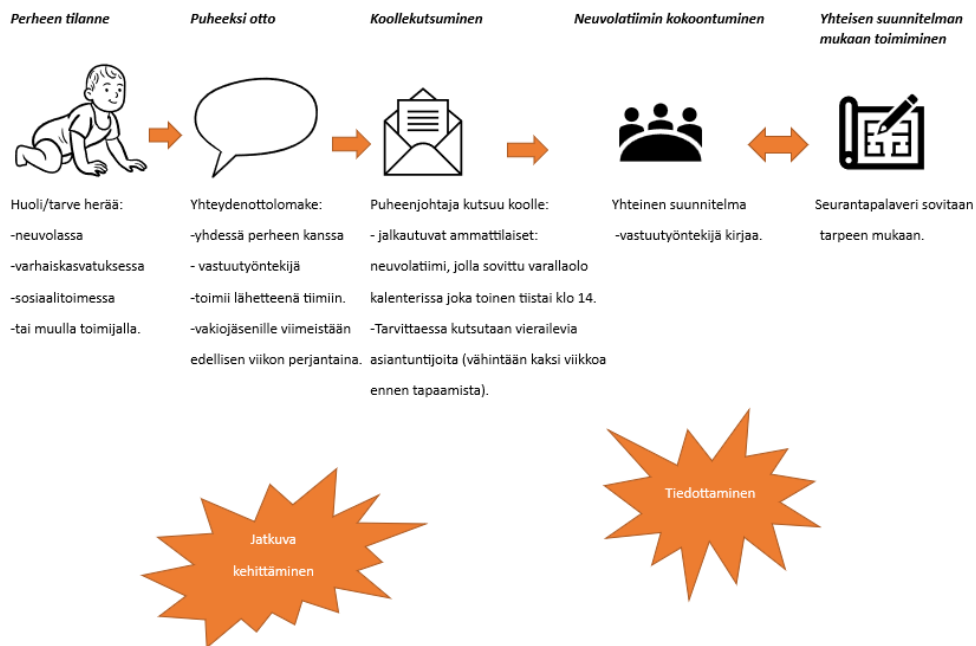 Perheen tilanne
Puheeksi otto
Koollekutsuminen
Neuvolatiimin kokoontuminen
Yhteisen suunnitelman
mukaan toimiminen
Huoli/tarve herää:
-neuvolassa
-varhaiskasvatuksessa
-sosiaalitoimessa
-tai muulla toimijalla.
Yhteydenottolomake:
-yhdessä perheen kanssa
- vastuutyöntekijä
-toimii lähetteenä tiimiin.
-vakiojäsenille viimeistään
edellisen viikon perjantaina.
Puheenjohtaja kutsuu koolle:
- jalkautuvat ammattilaiset:
neuvolatiimi, jolla sovittu varallaolo
kalenterissa joka toinen tiistai klo 14.
-Tarvittaessa kutsutaan vierailevia
asiantuntijoita (vähintään kaksi viikkoa
ennen tapaamista).
Yhteinen suunnitelma
-vastuutyöntekijä kirjaa.
Seurantapalaveri sovitaan
tarpeen mukaan.
Jatkuva
kehittäminen
Tiedottaminen